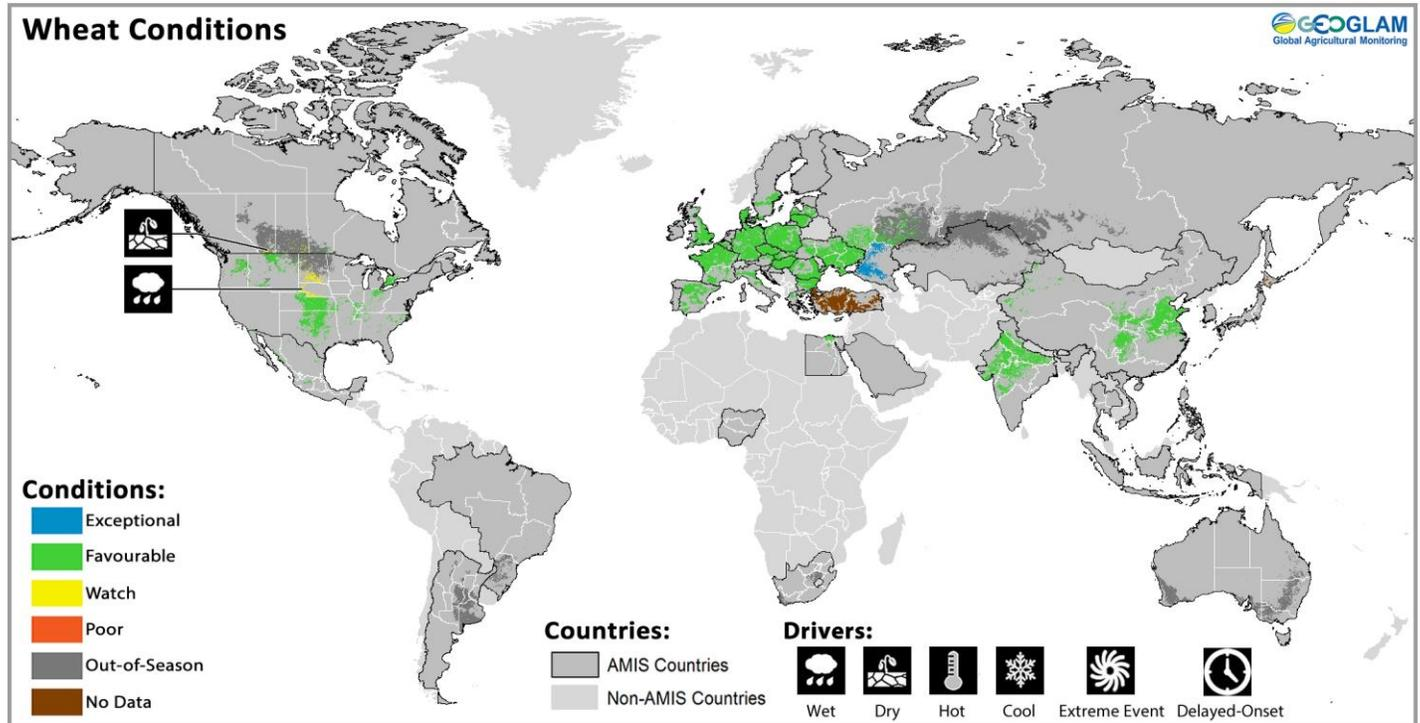 Wheat Conditions
GEOGLAM
Global Agricultural Monitoring
Conditions:
Exceptional
Favourable
Watch
Poor
Out-of-Season
No Data
Countries:
AMIS Countries
Non-AMIS Countries
Drivers:
Wet
Dry
Hot
Cool
Extreme Event
Delayed-Onset